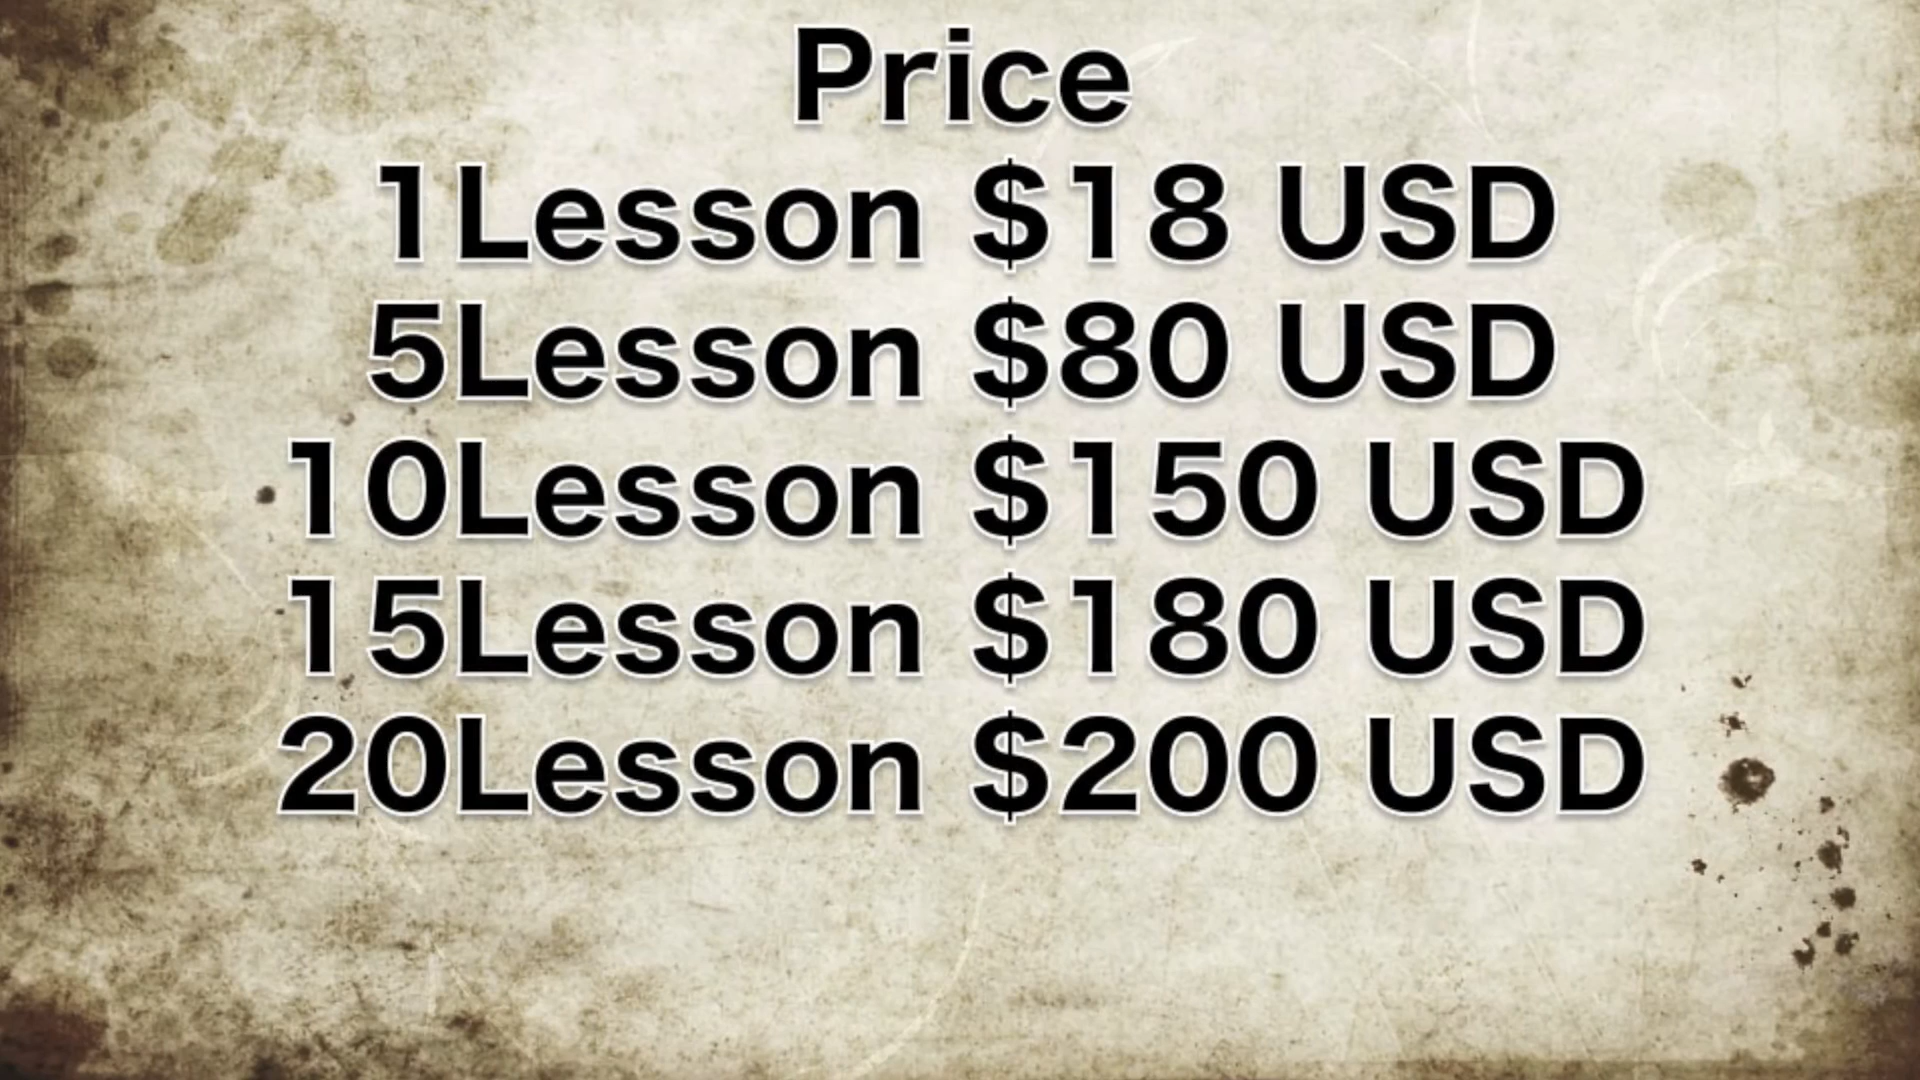 Price
1Lesson $18 USD
5Lesson $80 USD
10Lesson $150 USD
15Lesson $180 USD
20Lesson $200 USD